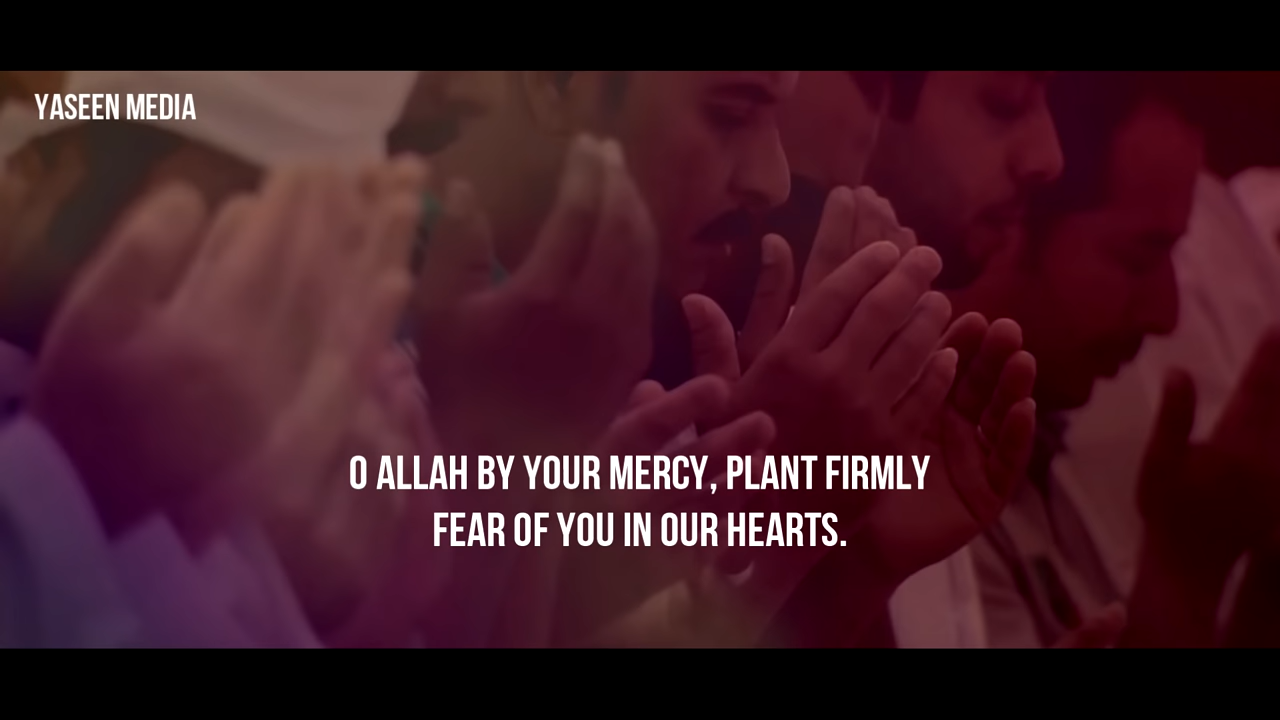 YASEEN MEDIA
O ALLAH BY YOUR MERCY, PLANT FIRMLY
FEAR OF YOU IN OUR HEARTS.